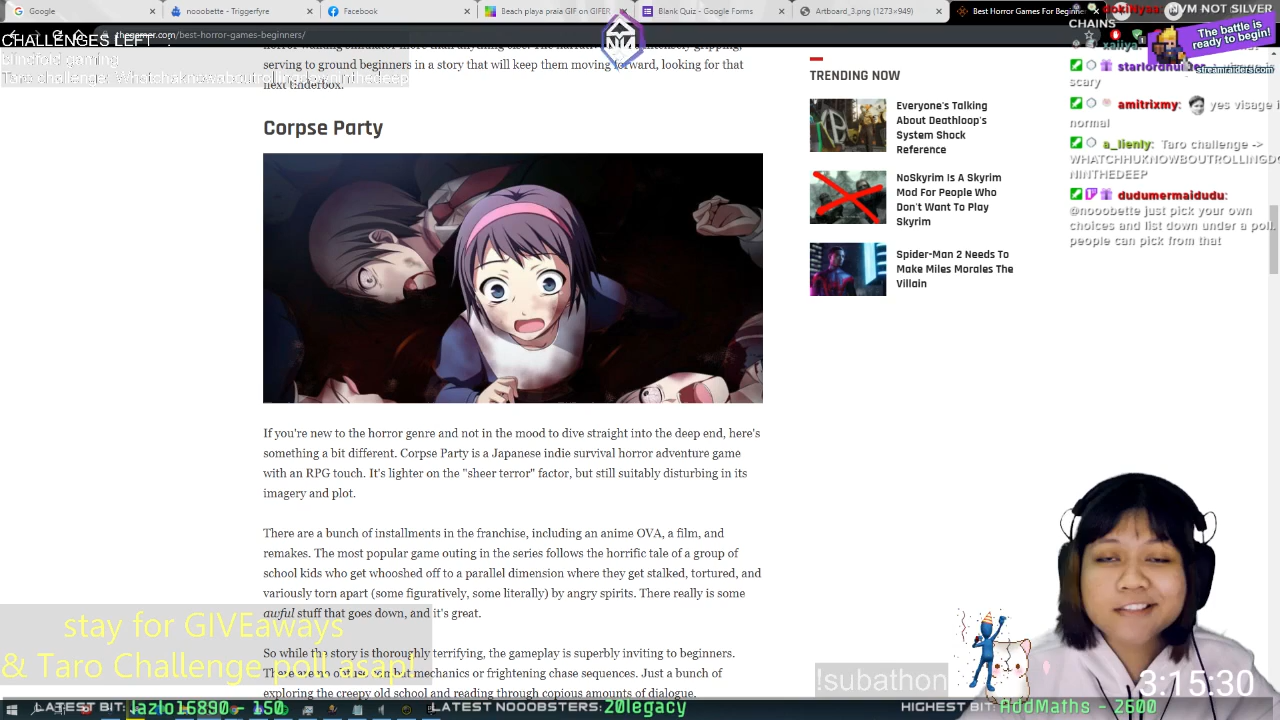 Google
nooobette - Triggerfyre
Facebook
Beach playa praia GIF on GIFER
Blank Quiz - Google Forms
Artboard_3.png (1273×949)
Best Horror Games For Beginner
thegamer.com/best-horror-games-beginners/
CHALLENGES LEFT :
serving to ground beginners in a story that will keep them moving forward, looking for that
next tinderbox.
Corpse Party
If you're new to the horror genre and not in the mood to dive straight into the deep end, here's
something a bit different. Corpse Party is a Japanese indie survival horror adventure game
with an RPG touch. It's lighter on the "sheer terror" factor, but still suitably disturbing in its
imagery and plot.
There are a bunch of installments in the franchise, including an anime OVA, a film, and
remakes. The most popular game outing in the series follows the horrific tale of a group of
school kids who get whooshed off to a parallel dimension where they get stalked, tortured, and
variously torn apart (some figuratively, some literally) by angry spirits. There really is some
awful stuff that goes down, and it's great.
So while the story is thoroughly terrifying, the gameplay is superbly inviting to beginners.
exploring the creepy old school and reading through copious amounts of dialogue.
TRENDING NOW
Everyone's Talking
About Deathloop's
System Shock
Reference
NoSkyrim Is A Skyrim
Mod For People Who
Don't Want To Play
Skyrim
Spider-Man 2 Needs To
Make Miles Morales The
Villain
NVM NOT SILVER
CHAINS
The battle is
ready to begin!
streamraiders.com
scary
amitrixmy: yes visage i
normal
a_lienly: Taro challenge ->
WHATCHHUKNOWBOUTROLLINGDO
NINTHEDEEP
dudumermaidudu:
@nooobette just pick your own
choices and list down under a poll.
people can pick from that
stay for GIVEaways
& Taro Challenge poll asap!
!subathon
3:15:30
LATEST BIT: lazlo15890 - 150
LATEST NOOOBSTERS: 20legacy
HIGHEST BIT: AddMaths - 2600